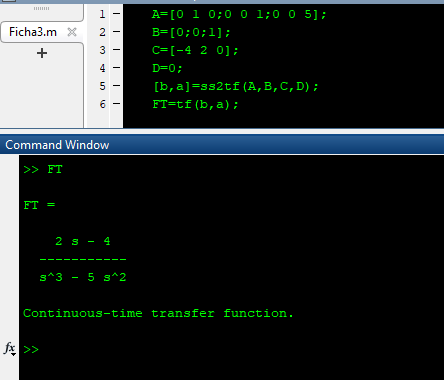 Ficha3.m
1 – A=[0 1 0;0 0 1;0 0 5];
2 – B=[0;0;1];
3 – C=[-4 2 0];
4 – D=0;
5 – [b,a]=ss2tf(A,B,C,D);
6 – FT=tf(b,a);
Command Window
>> FT
FT =
2 s - 4
-----------
s^3 - 5 s^2
Continuous-time transfer function.
fx >>